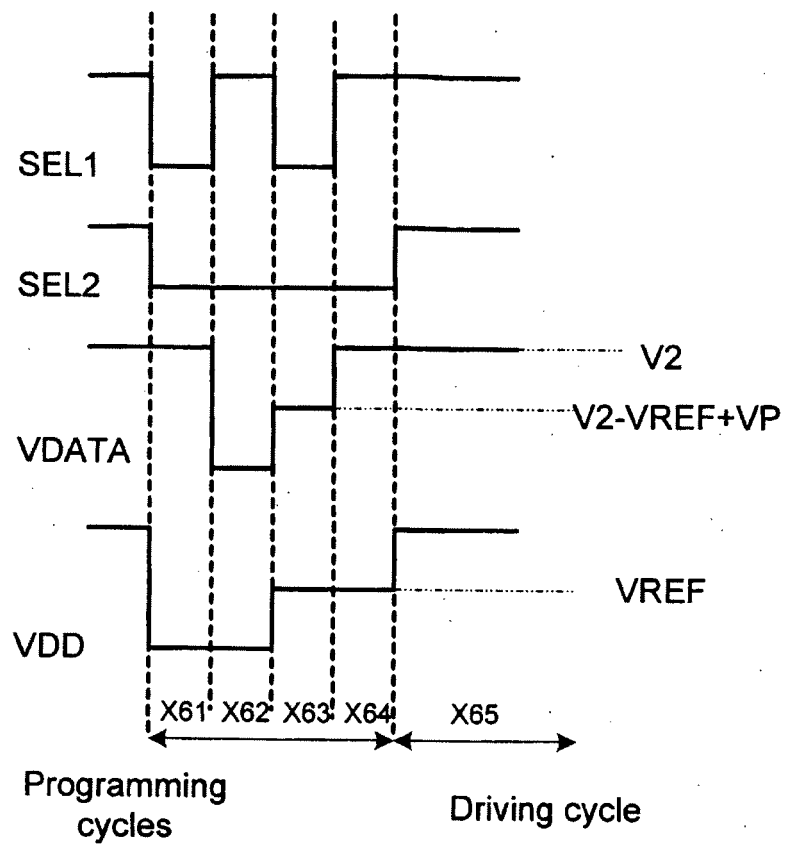 SEL1
SEL2
V2
V2-VREF+VP
VDATA
VREF
VDD
X61 X62 X63 X64 X65
Programming
cycles
Driving cycle